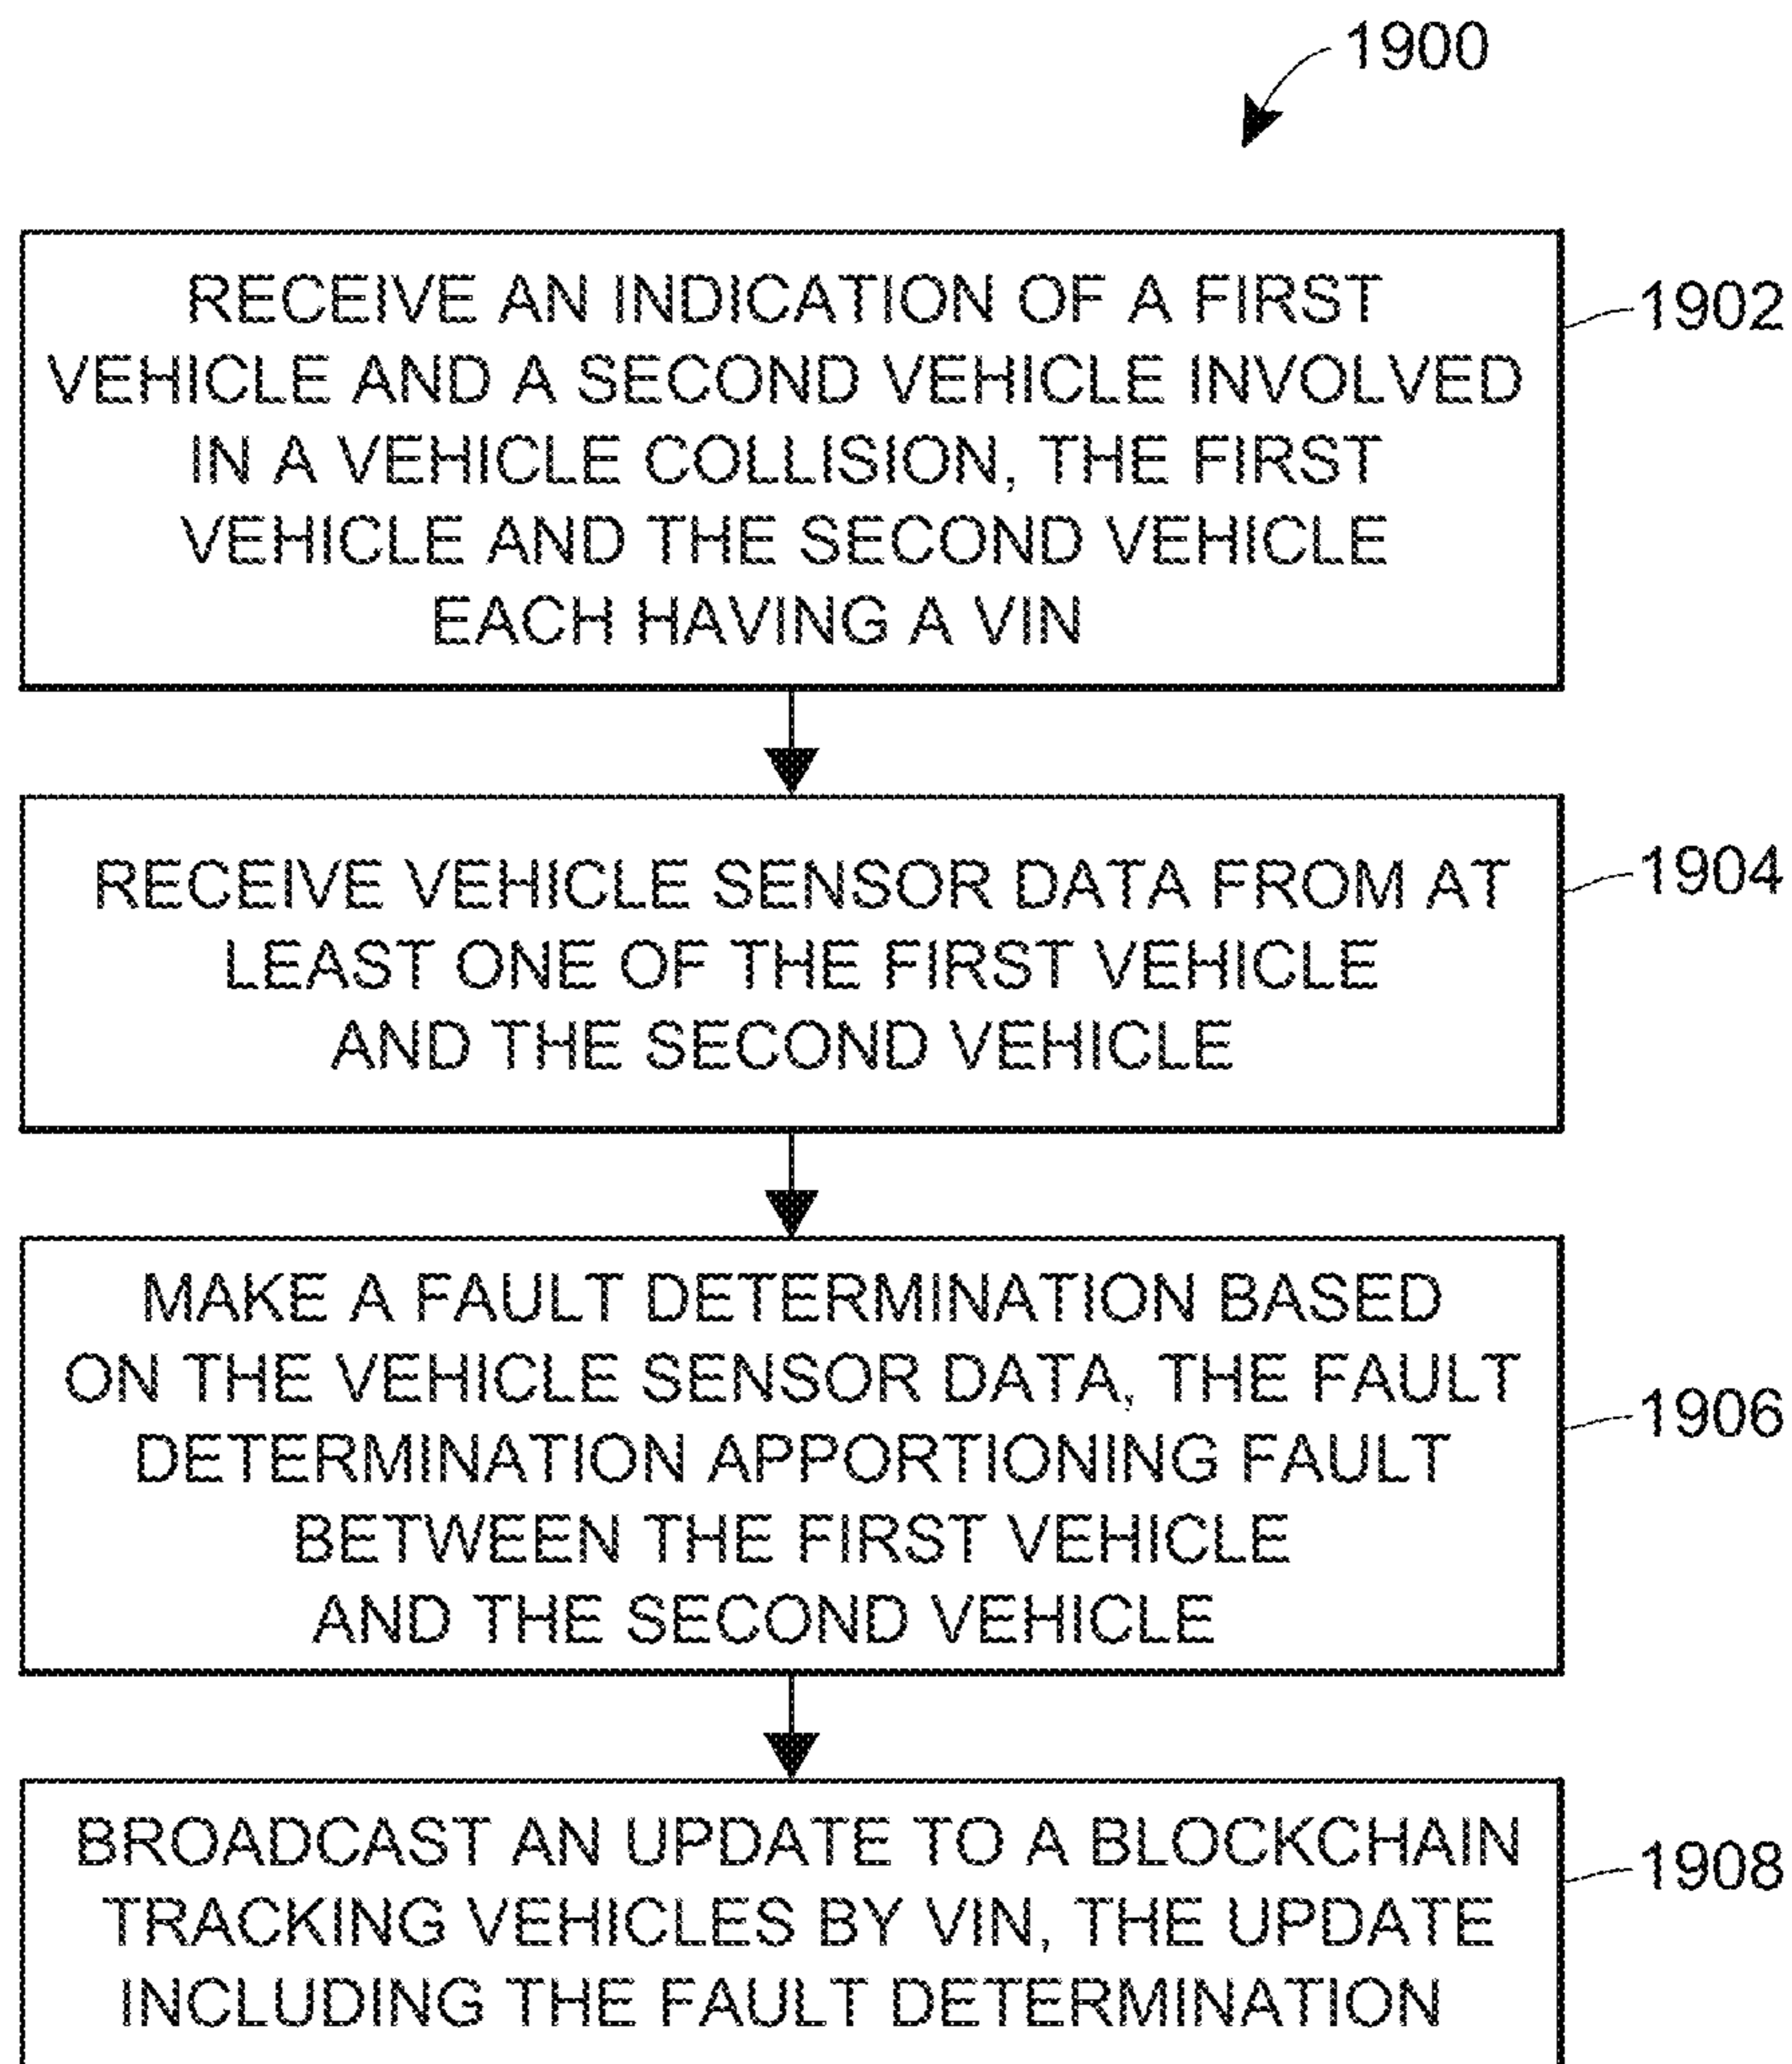 1900
RECEIVE AN INDICATION OF A FIRST
VEHICLE AND A SECOND VEHICLE INVOLVED
IN A VEHICLE COLLISION, THE FIRST
VEHICLE AND THE SECOND VEHICLE
EACH HAVING A VIN
1902
RECEIVE VEHICLE SENSOR DATA FROM AT
LEAST ONE OF THE FIRST VEHICLE
AND THE SECOND VEHICLE
1904
MAKE A FAULT DETERMINATION BASED
ON THE VEHICLE SENSOR DATA, THE FAULT
DETERMINATION APPORTIONING FAULT
BETWEEN THE FIRST VEHICLE
AND THE SECOND VEHICLE
1906
BROADCAST AN UPDATE TO A BLOCKCHAIN
TRACKING VEHICLES BY VIN, THE UPDATE
INCLUDING THE FAULT DETERMINATION
1908